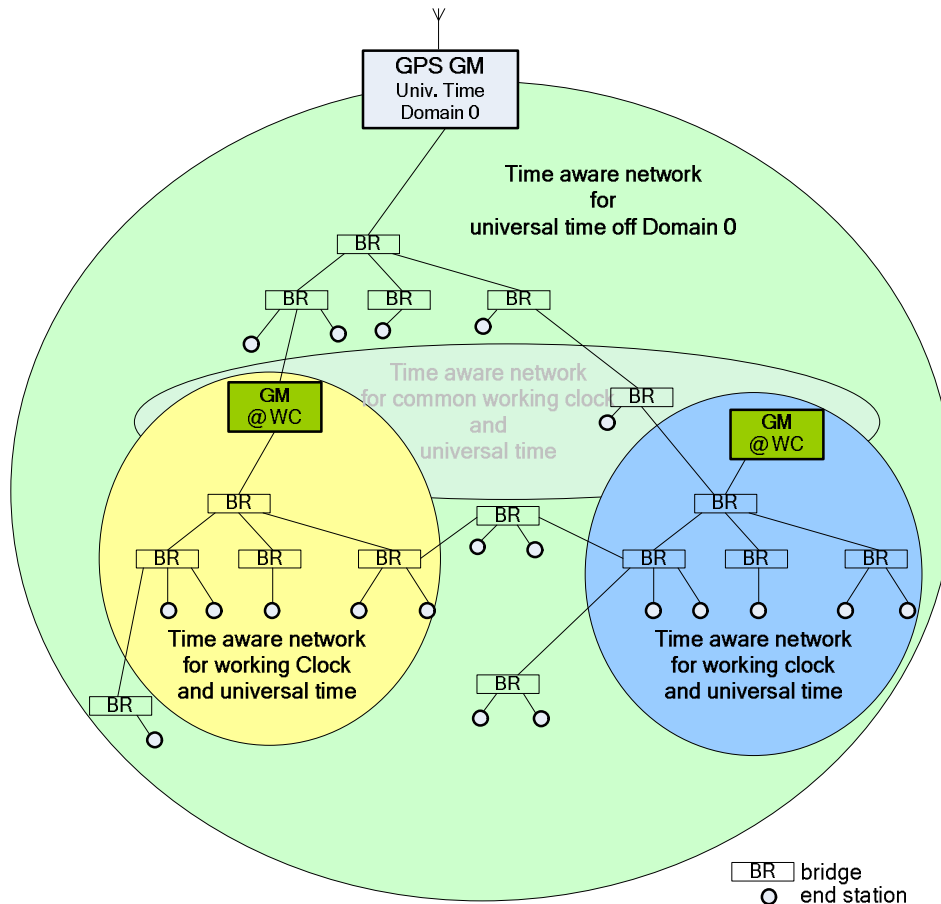 GPS GM
Univ. Time
Domain 0
Time aware network
for
universal time off Domain 0
BR
BR
BR
BR
Time aware network
for common working clock
and
universal time
BR
GM
@ WC
GM
@ WC
BR
BR
BR
BR
BR
BR
BR
BR
BR
Time aware network
for working Clock
and universal time
Time aware network
for working clock
and universal time
BR
BR
BR bridge
end station